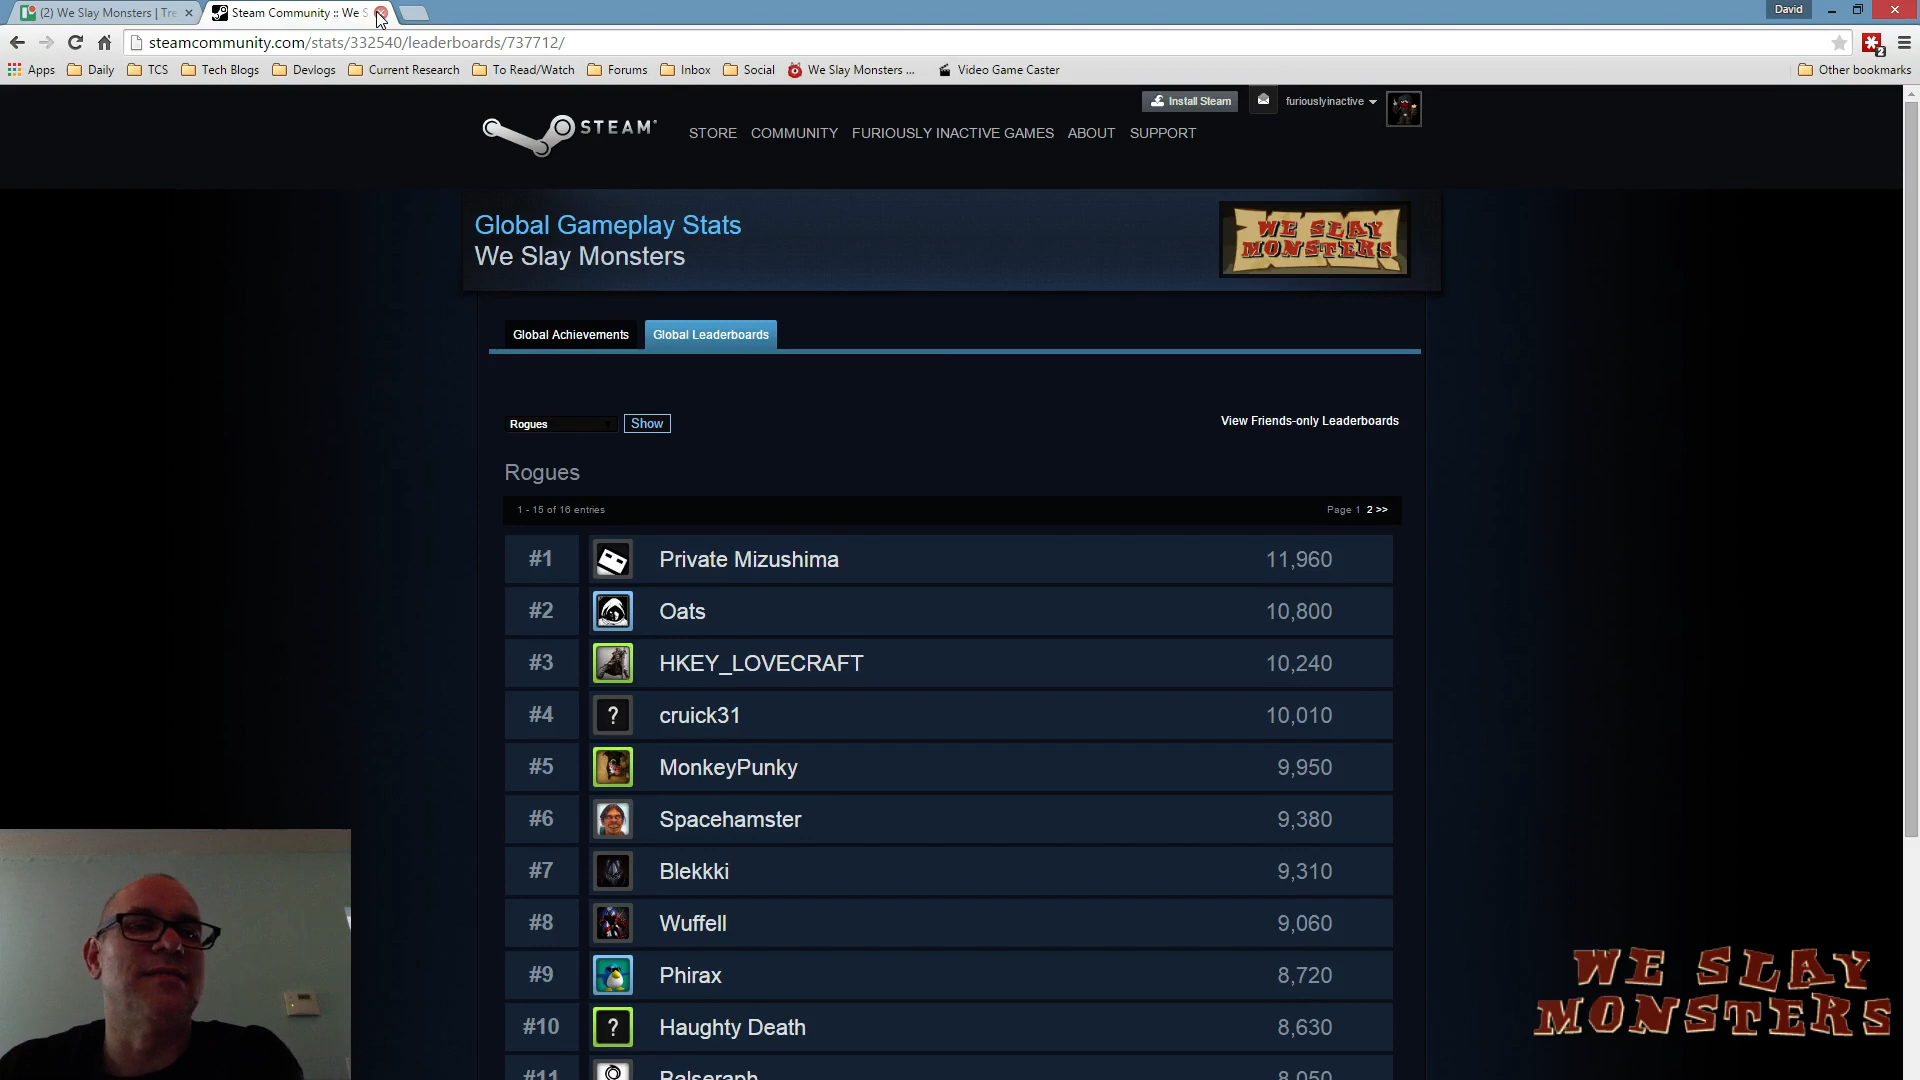 (2) We Slay Monsters | Tre
Steam Community :: We S
David
steamcommunity.com/stats/332540/leaderboards/737712/
2
Apps
Daily
TCS
Tech Blogs
Devlogs
Current Research
To Read/Watch
Forums
Inbox
Social
We Slay Monsters ...
Video Game Caster
Other bookmarks
Install Steam
furiouslyinactive
STEAM
STORE
COMMUNITY
FURIOUSLY INACTIVE GAMES
ABOUT
SUPPORT
Global Gameplay Stats
We Slay Monsters
WE SLAY
MONSTERS
Global Achievements
Global Leaderboards
Rogues
Show
View Friends-only Leaderboards
Rogues
1 - 15 of 16 entries
Page 1 2 >>
#1 Private Mizushima 11,960
#2 Oats 10,800
#3 HKEY_LOVECRAFT 10,240
#4 ? cruick31 10,010
#5 MonkeyPunky 9,950
#6 Spacehamster 9,380
#7 Blekkki 9,310
#8 Wuffell 9,060
#9 Phirax 8,720
#10 ? Haughty Death 8,630
#11 Balseraph 8,050
WE SLAY
MONSTERS